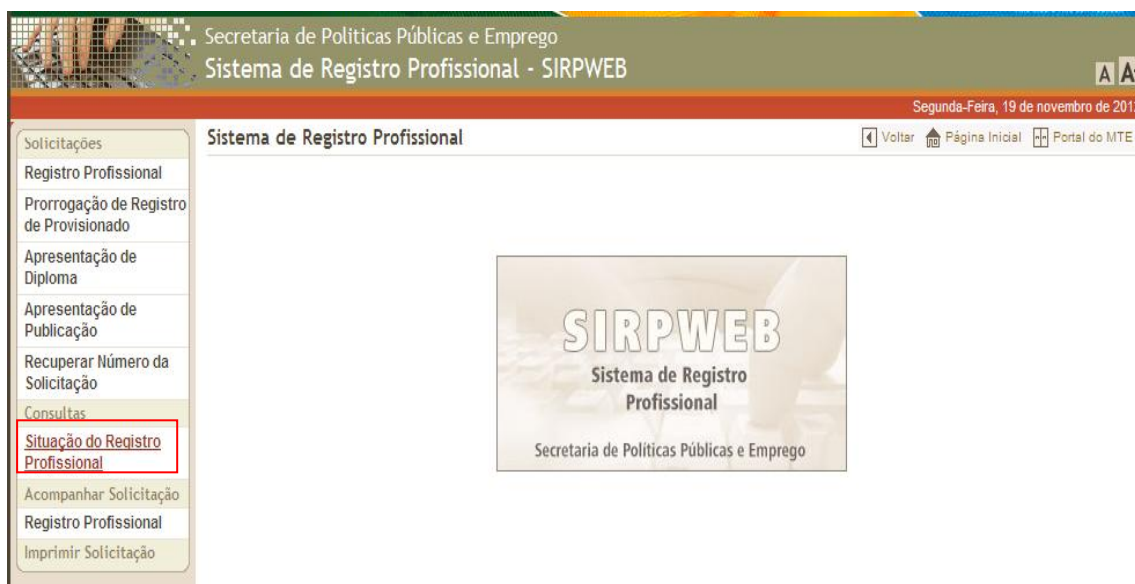 Secretaria de Politicas Públicas e Emprego
Sistema de Registro Profissional - SIRPWEB
A A
Segunda-Feira, 19 de novembro de 201
Solicitações
Registro Profissional
Prorrogação de Registro
de Provisionado
Apresentação de
Diploma
Apresentação de
Publicação
Recuperar Número da
Solicitação
Consultas
Situação do Registro
Profissional
Acompanhar Solicitação
Registro Profissional
Imprimir Solicitação
Sistema de Registro Profissional
Voltar Página Inicial Portal do MTE
SIRPWEB
Sistema de Registro
Profissional
Secretaria de Políticas Públicas e Emprego